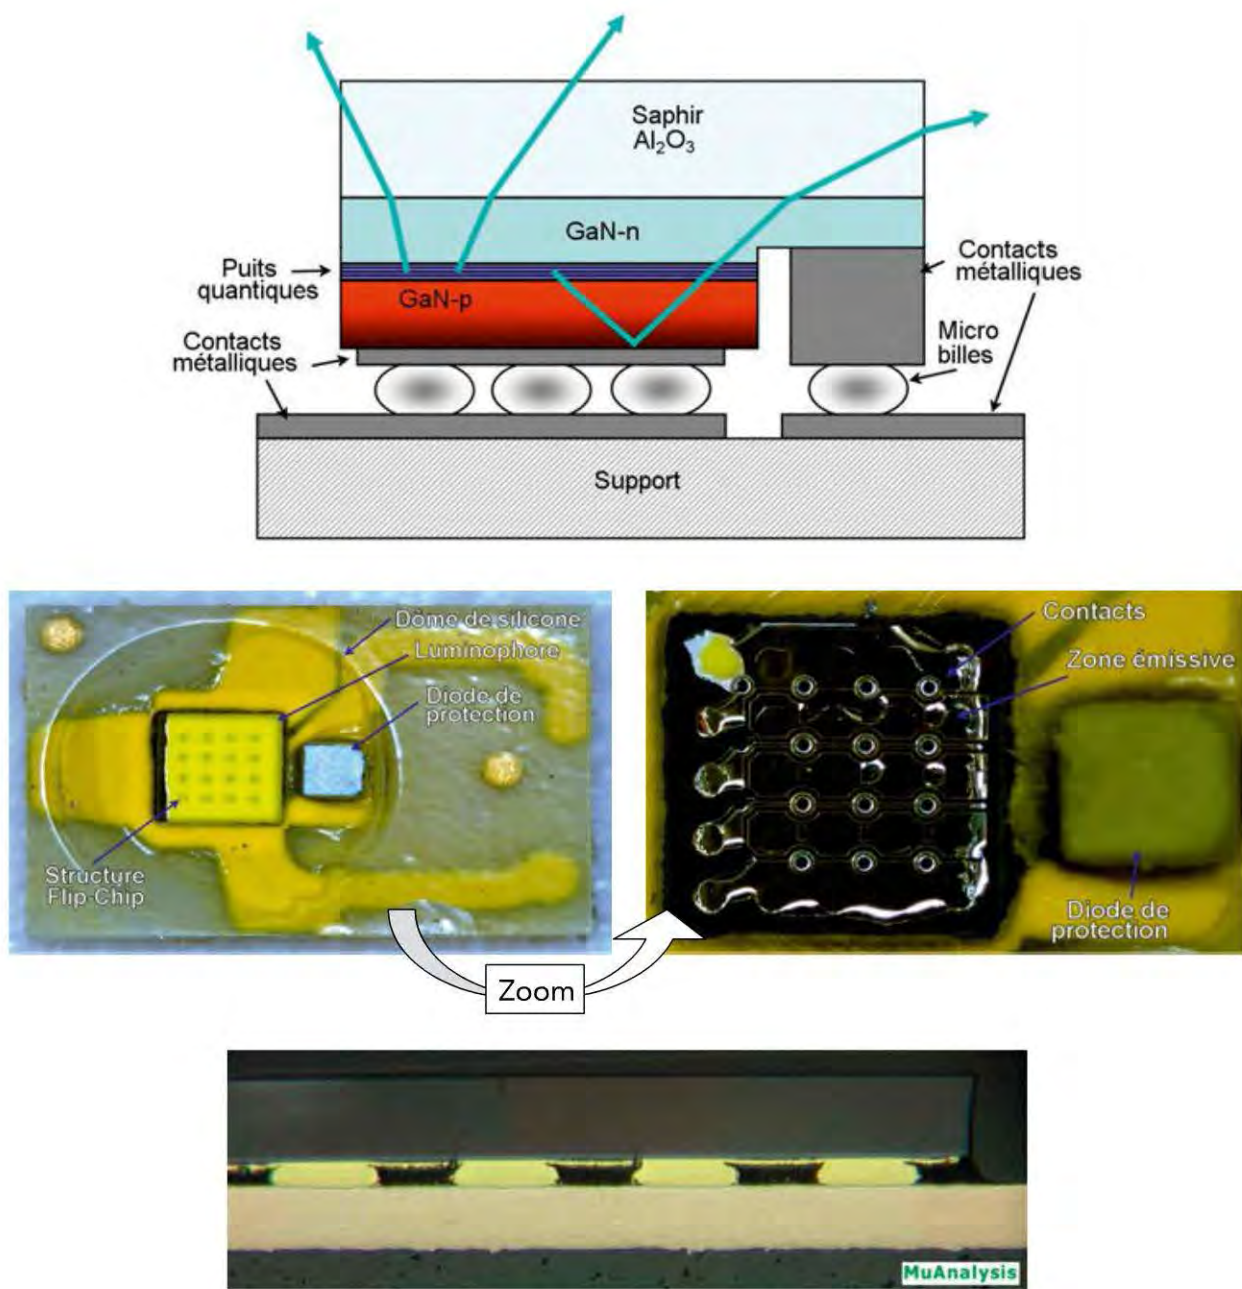 Saphir
Al₂O₃
GaN-n
Puits
quantiques
GaN-p
Contacts
métalliques
Contacts
métalliques
Micro
billes
Support
Dôme de silicone
Luminophore
Diode de
protection
Structure
Flip-Chip
Contacts
Zone émissive
Diode de
protection
Zoom
MuAnalysis